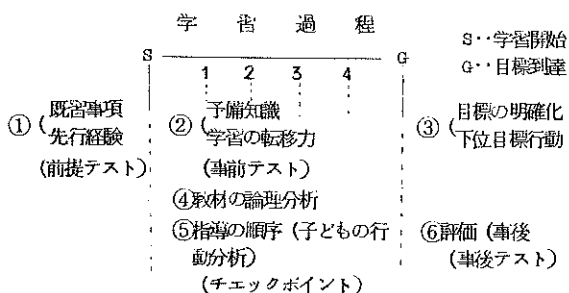 学習過程
S‥学習開始
G‥目標到達
S
G
1 2 3 4
① 既習事項
先行経験
(前提テスト)
② 予備知識
学習の転移力
(事前テスト)
③ 目標の明確化
下位目標行動
④教材の論理分析
⑤指導の順序(子どもの行
動分析)
(チェックポイント)
⑥評価(事後
(事後テスト)